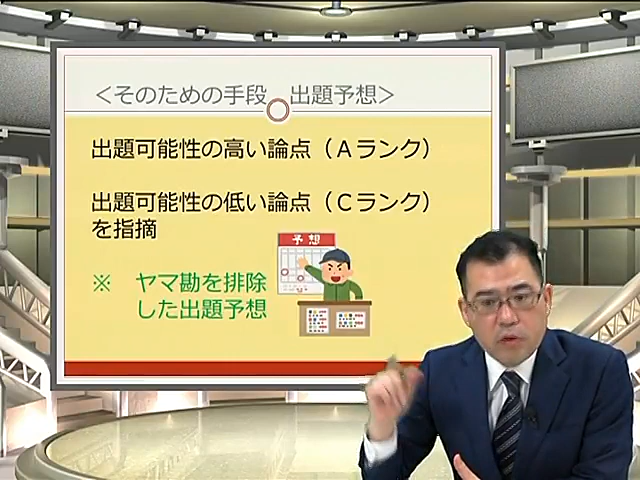 ＜そのための手段　出題予想＞
出題可能性の高い論点（Ａランク）
出題可能性の低い論点（Ｃランク）
を指摘
予想
※　ヤマ勘を排除
した出題予想